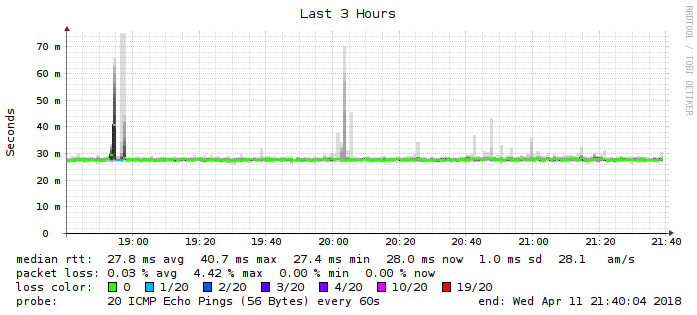 Last 3 Hours
RRDTOOL / TOBI OETIKER
Seconds
70 m
60 m
50 m
40 m
30 m
20 m
10 m
0
19:00 19:20 19:40 20:00 20:20 20:40 21:00 21:20 21:40
median rtt: 27.8 ms avg 40.7 ms max 27.4 ms min 28.0 ms now 1.0 ms sd 28.1 am/s
packet loss: 0.03 % avg 4.42 % max 0.00 % min 0.00 % now
loss color: 0 1/20 2/20 3/20 4/20 10/20 19/20
probe: 20 ICMP Echo Pings (56 Bytes) every 60s end: Wed Apr 11 21:40:04 2018